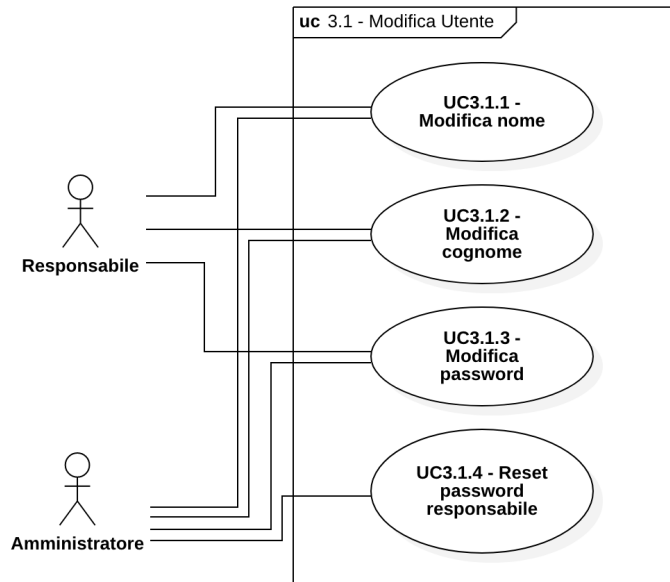 uc 3.1 - Modifica Utente
UC3.1.1 -
Modifica nome
UC3.1.2 -
Modifica
cognome
Responsabile
UC3.1.3 -
Modifica
password
UC3.1.4 - Reset
password
responsabile
Amministratore